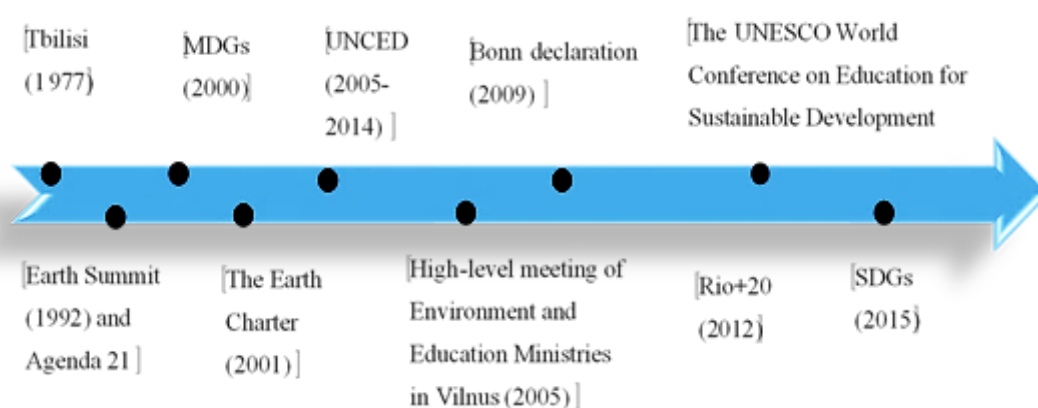 Tbilisi
(1977)
MDGs
(2000)
UNCED
(2005-
2014)
Bonn declaration
(2009)
The UNESCO World
Conference on Education for
Sustainable Development
Earth Summit
(1992) and
Agenda 21
The Earth
Charter
(2001)
High-level meeting of
Environment and
Education Ministries
in Vilnus (2005)
Rio+20
(2012)
SDGs
(2015)